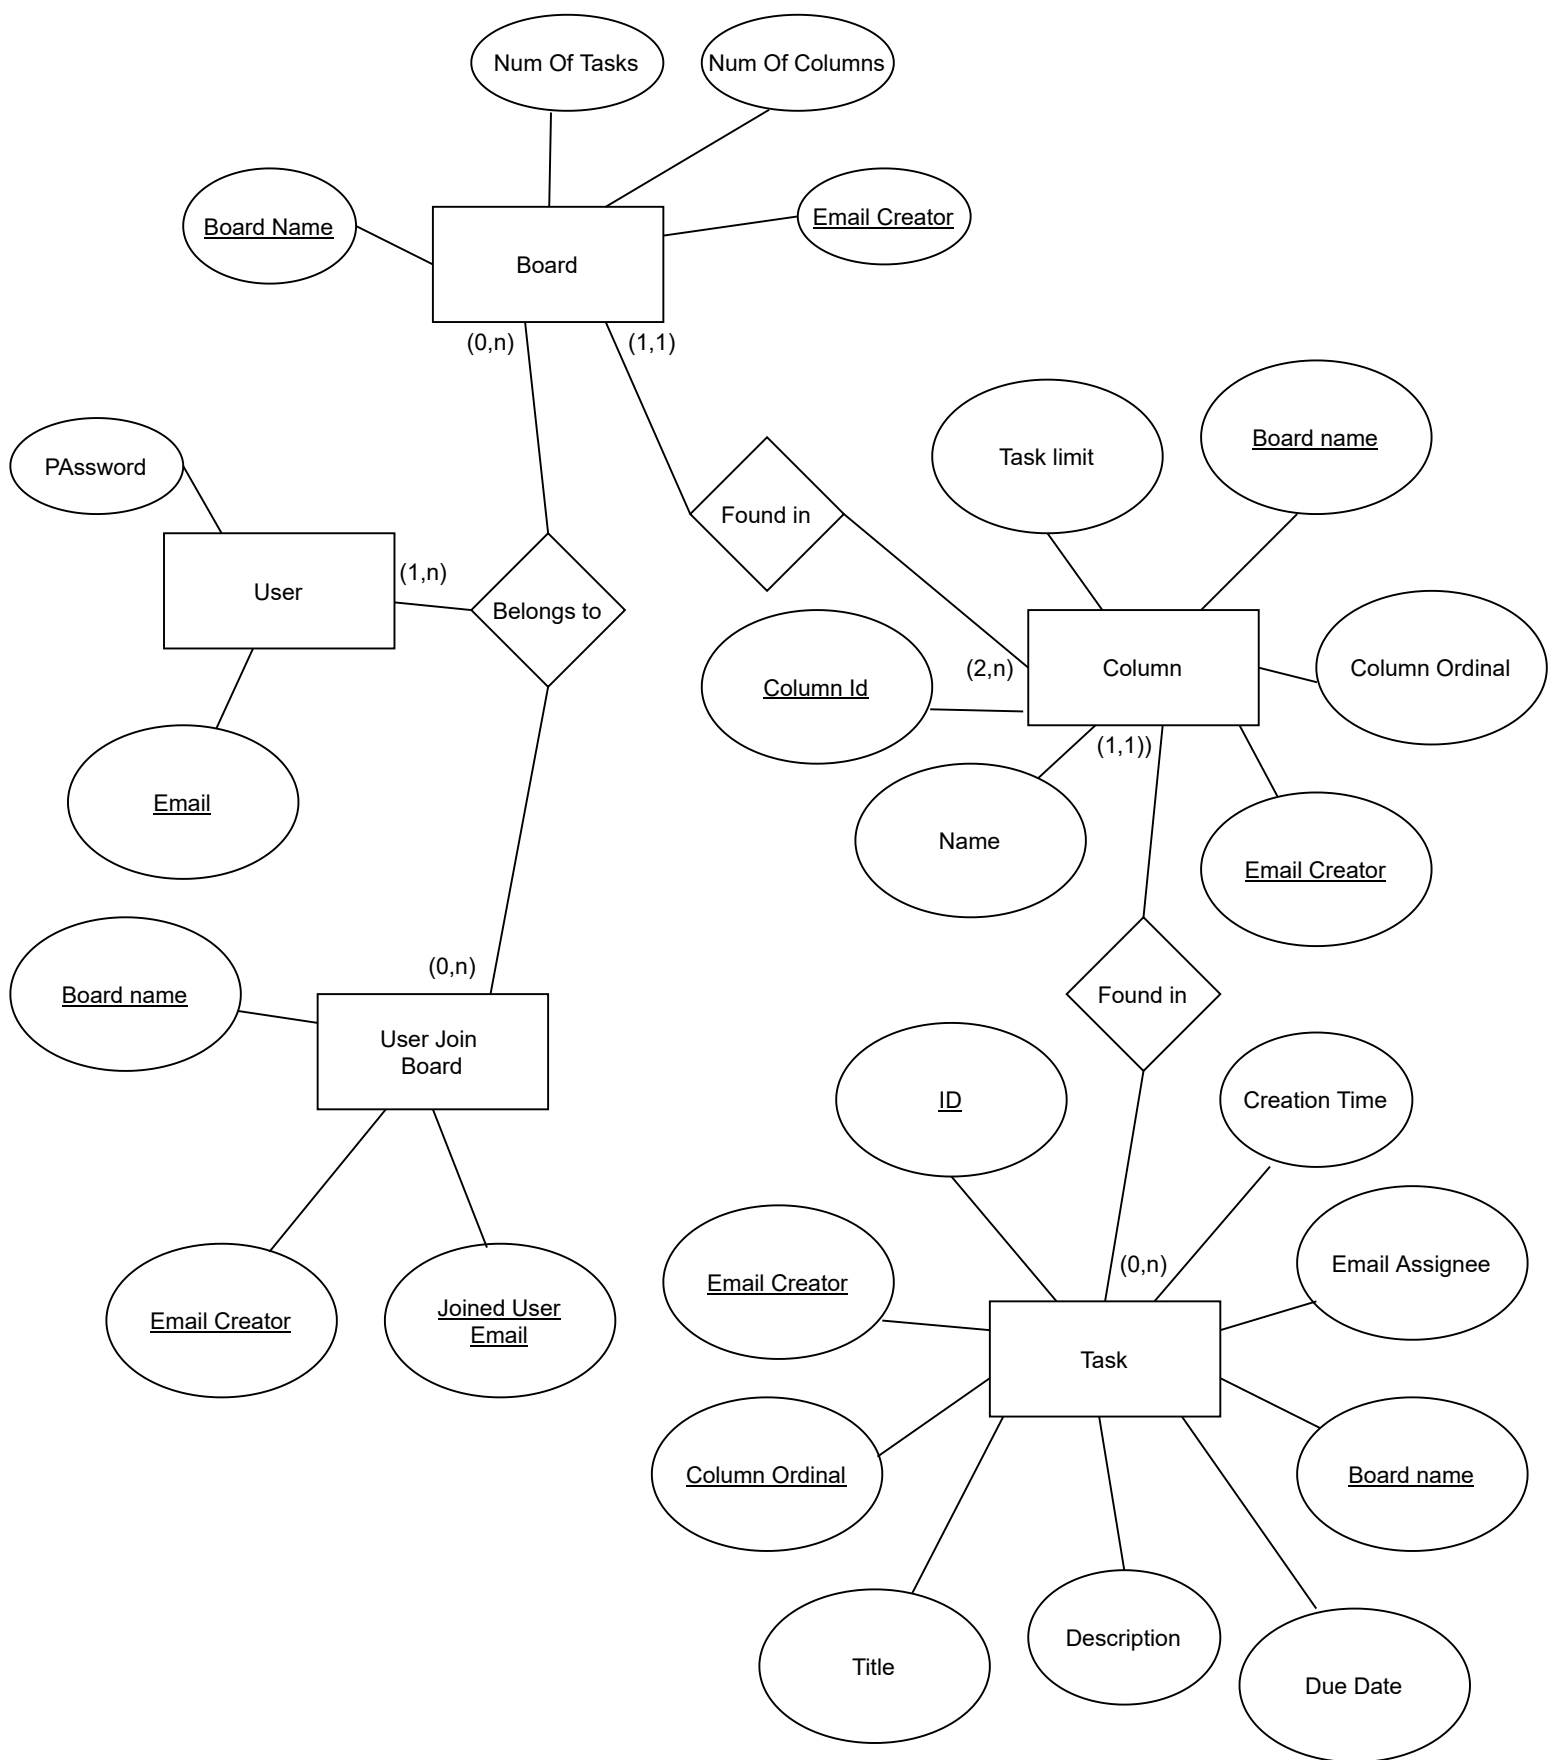 Num Of Tasks
Num Of Columns
Board Name
Email Creator
Board
(0,n)
(1,1)
PAssword
Task limit
Board name
Found in
User
(1,n)
Belongs to
Column Id
(2,n)
Column
Column Ordinal
(1,1))
Email
Name
Email Creator
Board name
(0,n)
User Join
Board
Found in
ID
Creation Time
Email Creator
(0,n)
Email Assignee
Email Creator
Joined User
Email
Task
Column Ordinal
Board name
Title
Description
Due Date